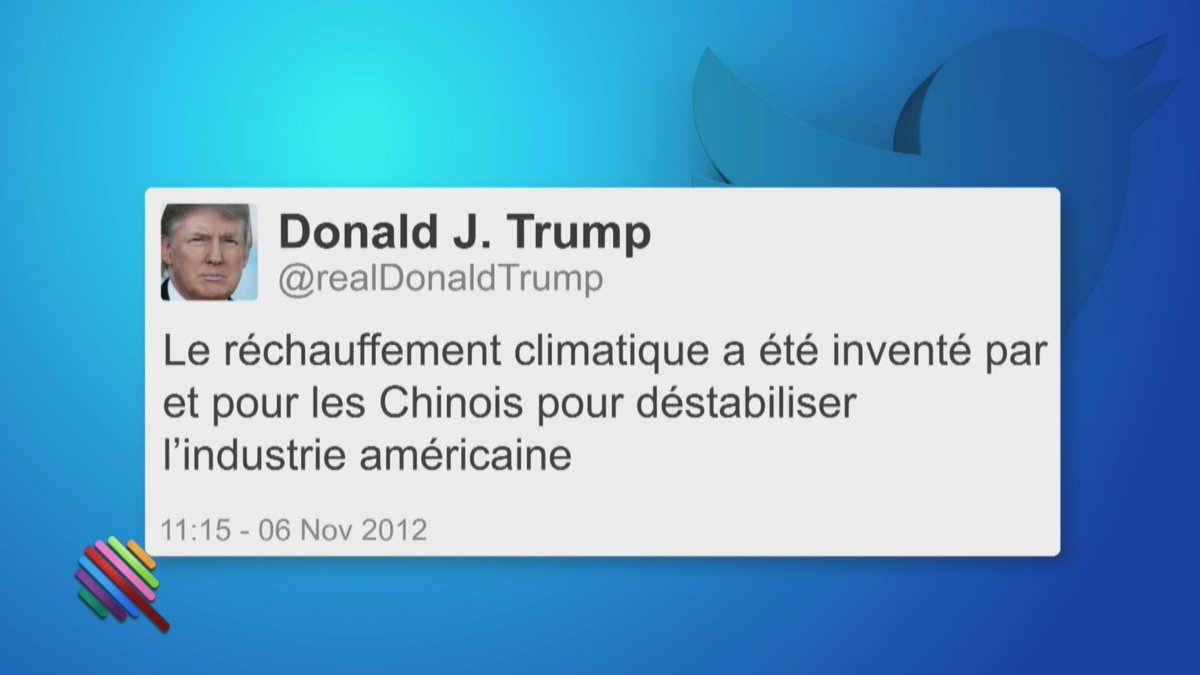 Donald J. Trump
@realDonaldTrump
Le réchauffement climatique a été inventé par
et pour les Chinois pour déstabiliser
l’industrie américaine
11:15 - 06 Nov 2012